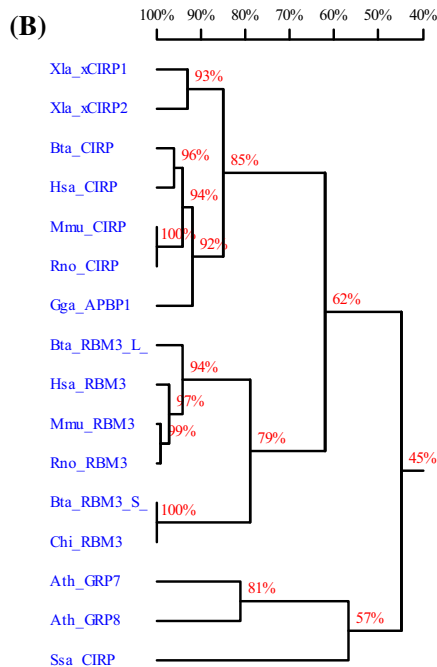 (B)
100% 90% 80% 70% 60% 50% 40%
Xla_xCIRP1
93%
Xla_xCIRP2
Bta_CIRP
96%
85%
Hsa_CIRP
94%
Mmu_CIRP
100%
92%
Rno_CIRP
Gga_APBP1
62%
Bta_RBM3_L_
94%
Hsa_RBM3
97%
Mmu_RBM3
99%
79%
Rno_RBM3
45%
Bta_RBM3_S_
100%
Chi_RBM3
Ath_GRP7
81%
Ath_GRP8
57%
Ssa_CIRP